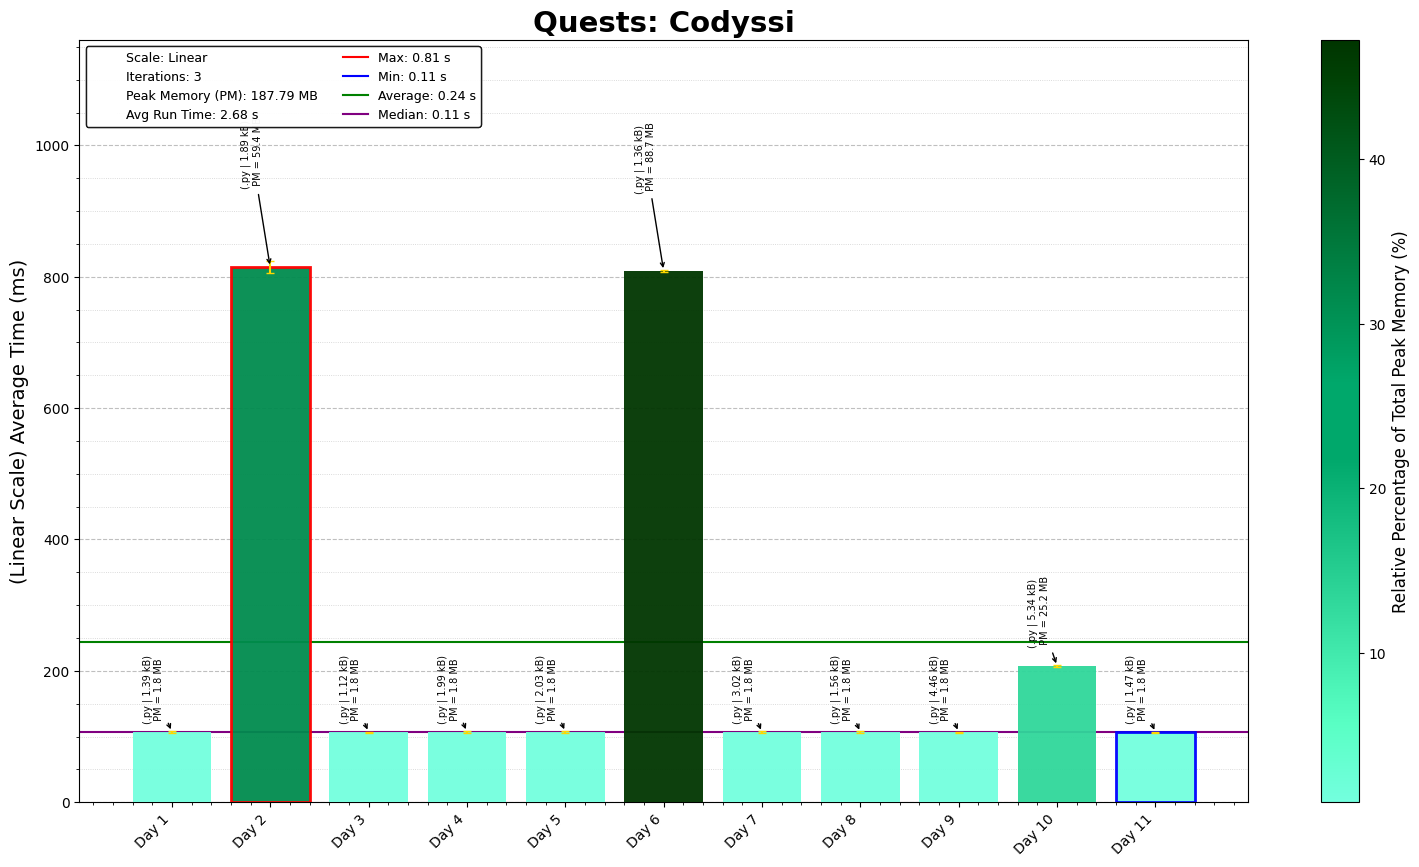 Quests: Codyssi
Scale: Linear
Iterations: 3
Peak Memory (PM): 187.79 MB
Avg Run Time: 2.68 s
Max: 0.81 s
Min: 0.11 s
Average: 0.24 s
Median: 0.11 s
(Linear Scale) Average Time (ms)
1000
800
600
400
200
0
(.py | 1.39 kB)
PM = 1.8 MB
(.py | 1.89 kB
PM = 59.4
(.py | 1.12 kB)
PM = 1.8 MB
(.py | 1.99 kB)
PM = 1.8 MB
(.py | 2.03 kB)
PM = 1.8 MB
(.py | 1.36 kB)
PM = 88.7 MB
(.py | 3.02 kB)
PM = 1.8 MB
(.py | 1.56 kB)
PM = 1.8 MB
(.py | 4.46 kB)
PM = 1.8 MB
(.py | 5.34 kB)
PM = 25.2 MB
(.py | 1.47 kB)
PM = 1.8 MB
Day 1
Day 2
Day 3
Day 4
Day 5
Day 6
Day 7
Day 8
Day 9
Day 10
Day 11
40
30
20
10
Relative Percentage of Total Peak Memory (%)